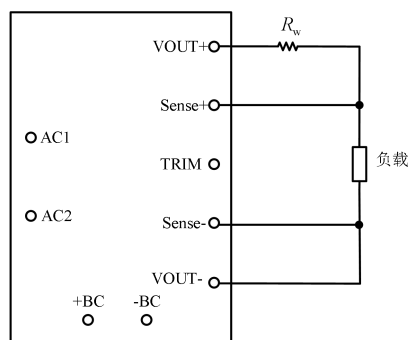 VOUT+
Rw
Sense+
AC1
TRIM
负载
AC2
Sense-
VOUT-
+BC
-BC